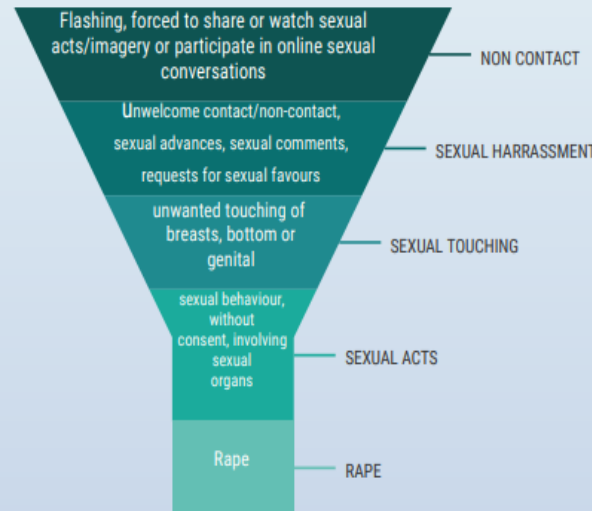 Flashing, forced to share or watch sexual
acts/imagery or participate in online sexual
conversations
NON CONTACT
Unwelcome contact/non-contact,
sexual advances, sexual comments,
requests for sexual favours
SEXUAL HARRASSMENT
unwanted touching of
breasts, bottom or
genital
SEXUAL TOUCHING
sexual behaviour,
without
consent, involving
sexual
organs
SEXUAL ACTS
Rape
RAPE